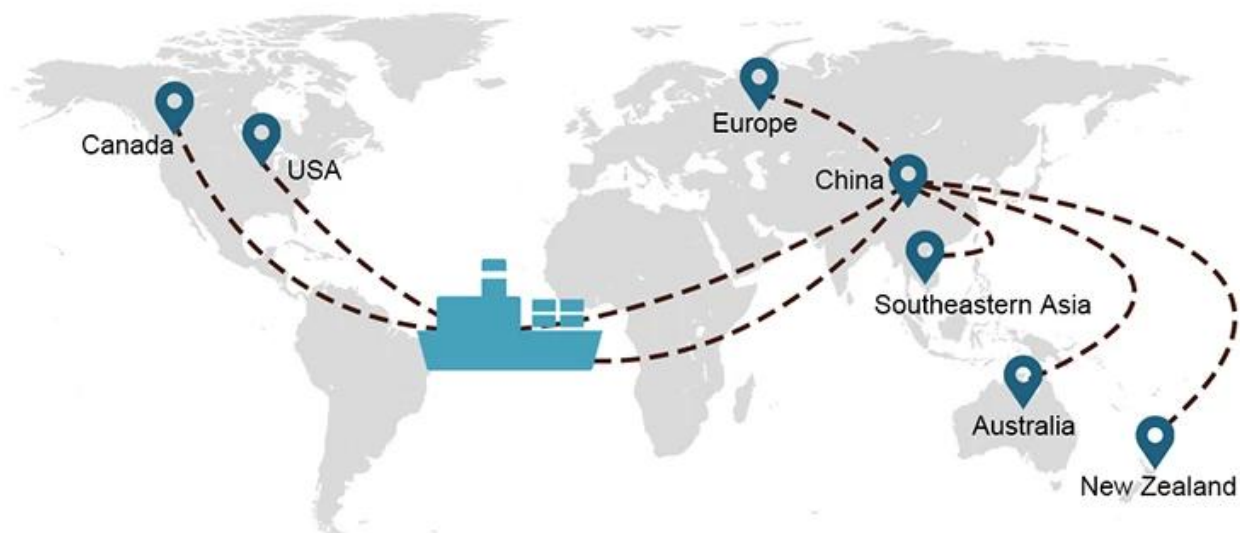 Canada
USA
Europe
China
Southeastern Asia
Australia
New Zealand